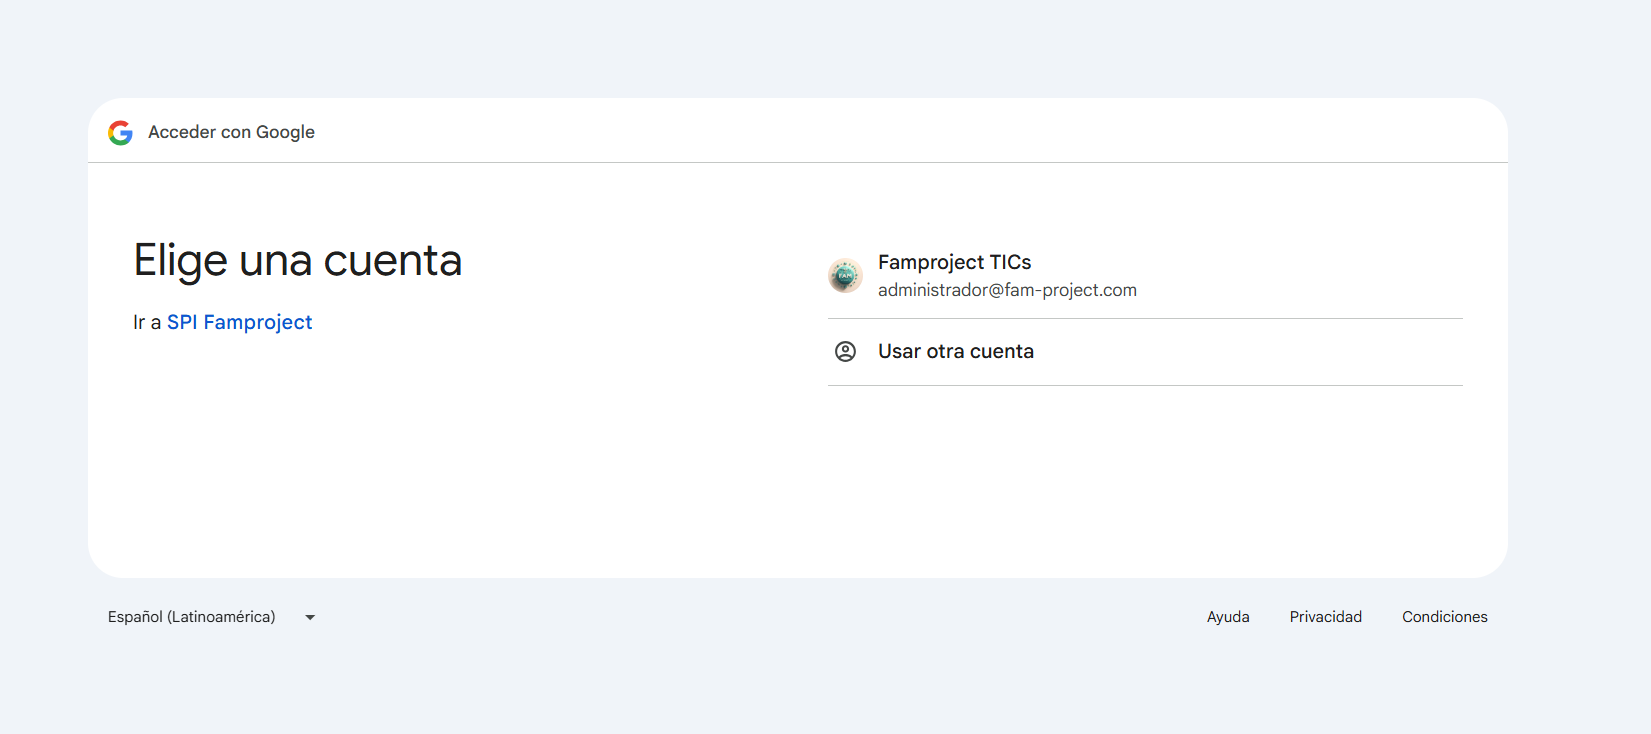 Acceder con Google
Elige una cuenta
Ir a SPI Famproject
Famproject TICs
administrador@fam-project.com
Usar otra cuenta
Español (Latinoamérica)
Ayuda
Privacidad
Condiciones